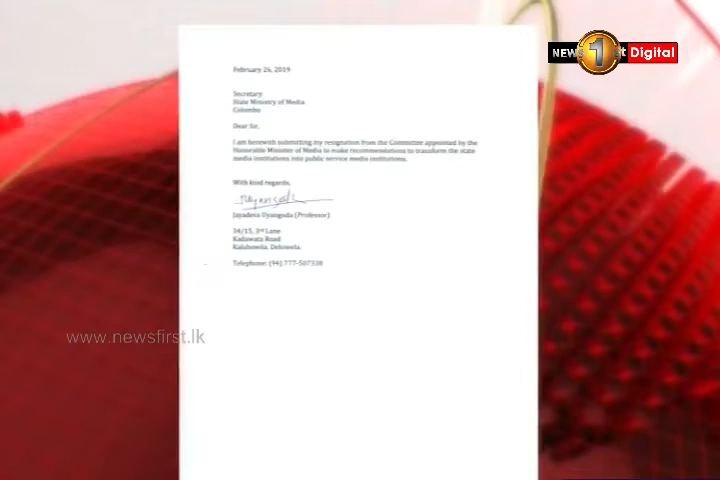 NEWS 1st Digital
February 26, 2019
Secretary
State Ministry of Media
Colombo
Dear Sir,
I am herewith submitting my resignation from the Committee appointed by the
Honorable Minister of Media to make recommendations to transform the state
media institutions into public service media institutions.
With kind regards,
Jayadeva Uyangoda (Professor)
34/15, 3rd Lane
Kadawata Road
Kalubowila, Dehiwela.
Telephone: (94) 777-507338
www.newsfirst.lk